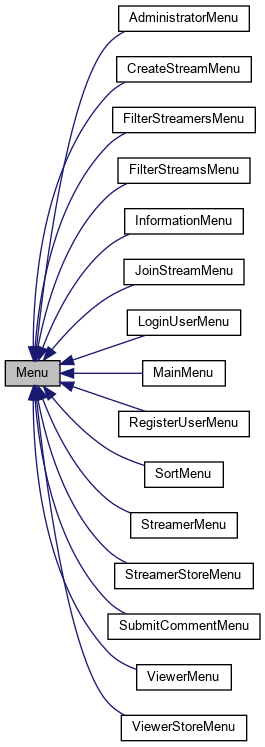 AdministratorMenu
CreateStreamMenu
FilterStreamersMenu
FilterStreamsMenu
InformationMenu
JoinStreamMenu
LoginUserMenu
Menu
MainMenu
RegisterUserMenu
SortMenu
StreamerMenu
StreamerStoreMenu
SubmitCommentMenu
ViewerMenu
ViewerStoreMenu